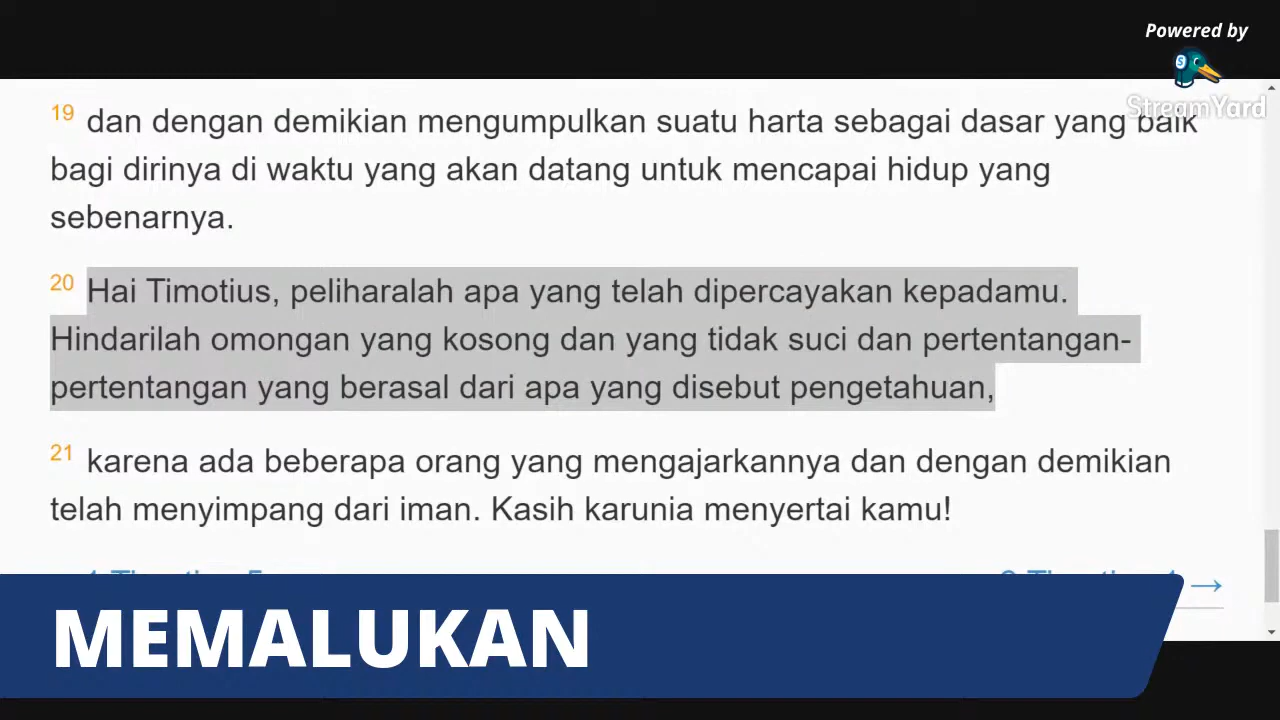 Powered by
StreamYard
19 dan dengan demikian mengumpulkan suatu harta sebagai dasar yang baik
bagi dirinya di waktu yang akan datang untuk mencapai hidup yang
sebenarnya.
20 Hai Timotius, peliharalah apa yang telah dipercayakan kepadamu.
Hindarilah omongan yang kosong dan yang tidak suci dan pertentangan-
pertentangan yang berasal dari apa yang disebut pengetahuan,
21 karena ada beberapa orang yang mengajarkannya dan dengan demikian
telah menyimpang dari iman. Kasih karunia menyertai kamu!
MEMALUKAN